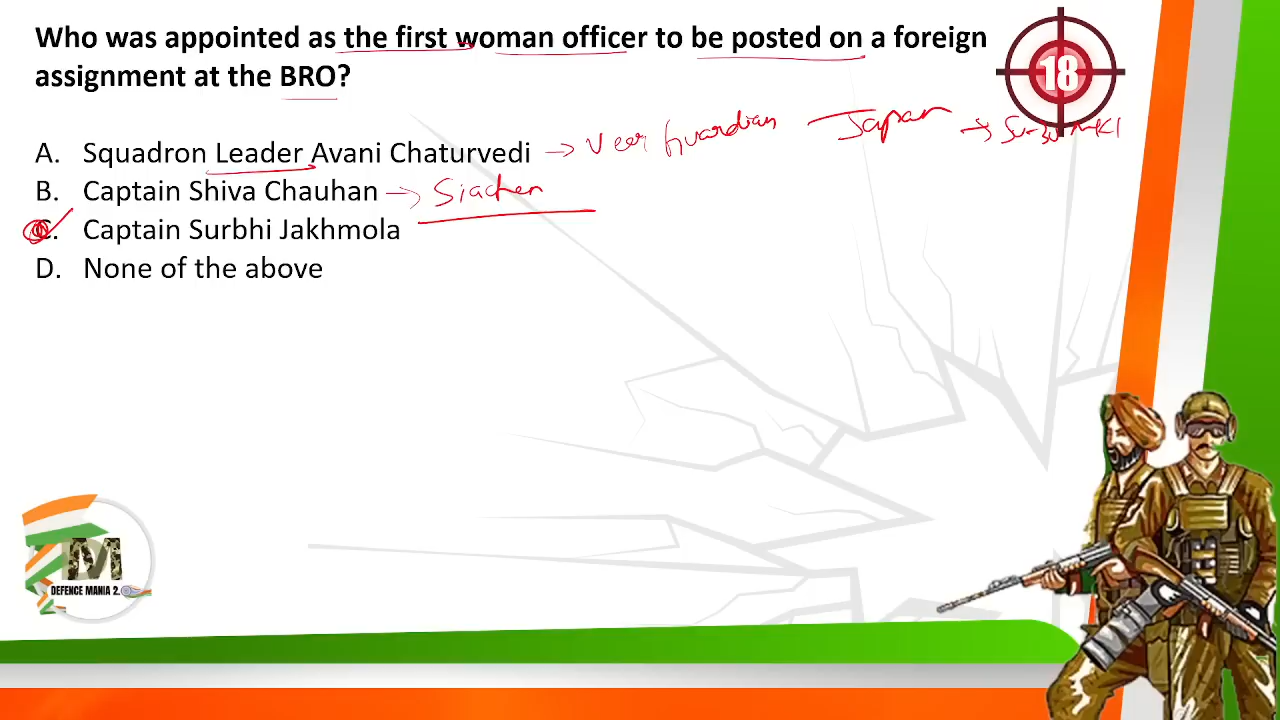 Who was appointed as the first woman officer to be posted on a foreign
assignment at the BRO?
18
A. Squadron Leader Avani Chaturvedi → Veer Guardian Japan →
B. Captain Shiva Chauhan → Siachen
C. Captain Surbhi Jakhmola
D. None of the above
M
DEFENCE MANIA 2.